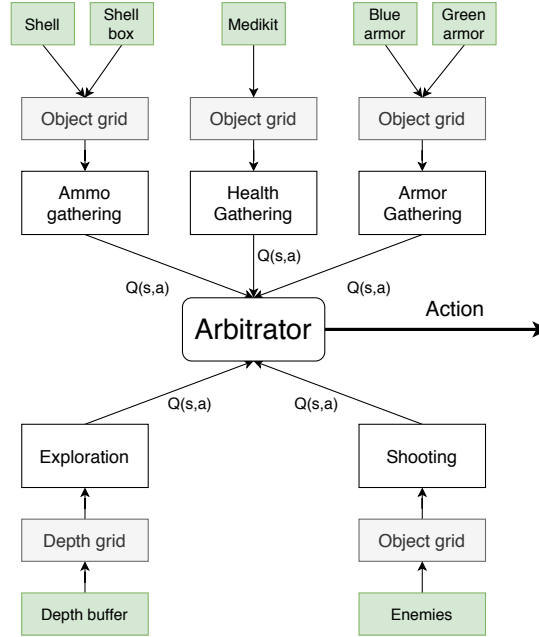 Shell
Shell
box
Medikit
Blue
armor
Green
armor
Object grid
Object grid
Object grid
Ammo
gathering
Health
Gathering
Armor
Gathering
Q(s,a)
Q(s,a)
Q(s,a)
Arbitrator
Action
Q(s,a)
Q(s,a)
Exploration
Shooting
Depth grid
Object grid
Depth buffer
Enemies